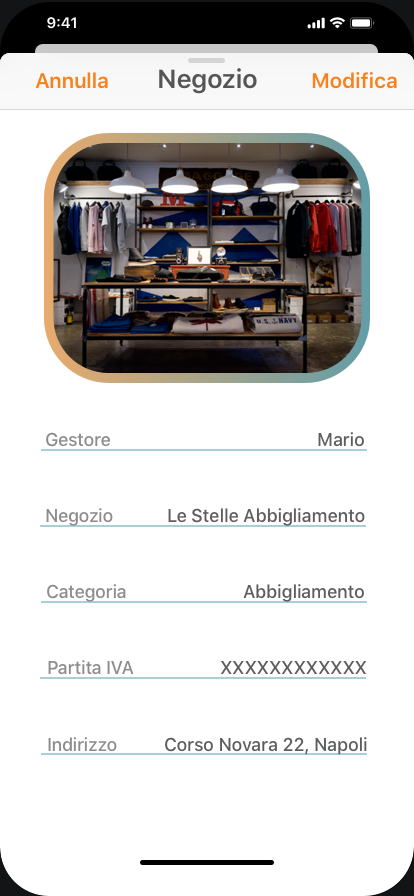 9:41
Annulla Negozio Modifica
U.S. NAVY
Gestore Mario
Negozio Le Stelle Abbigliamento
Categoria Abbigliamento
Partita IVA XXXXXXXXXXXX
Indirizzo Corso Novara 22, Napoli